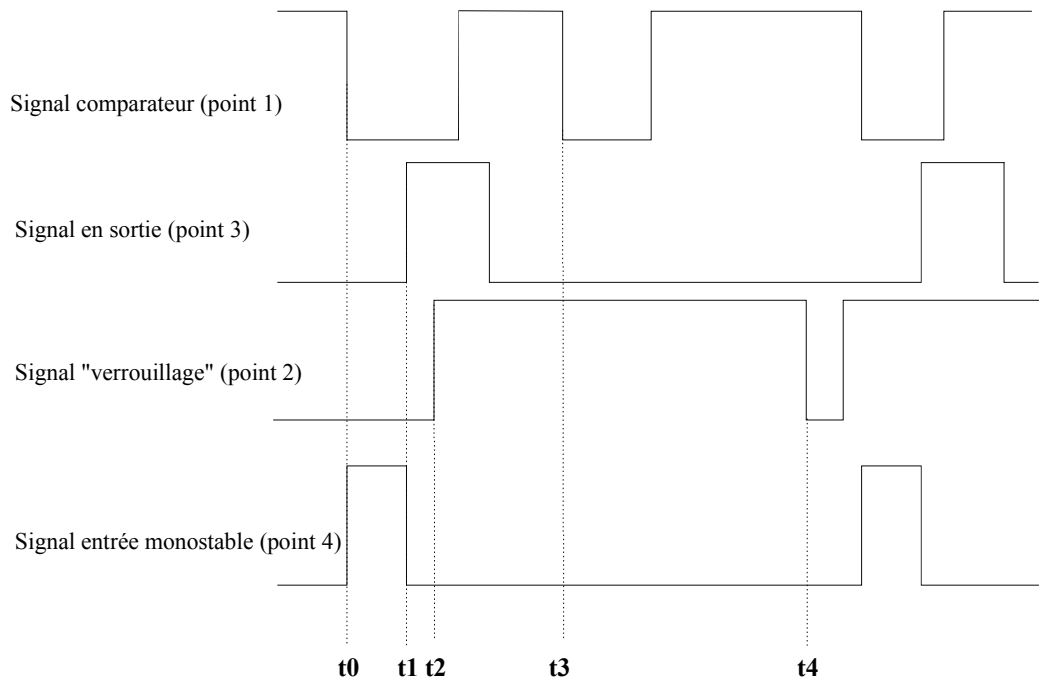 Signal comparateur (point 1)
Signal en sortie (point 3)
Signal "verrouillage" (point 2)
Signal entrée monostable (point 4)
t0 t1 t2 t3 t4